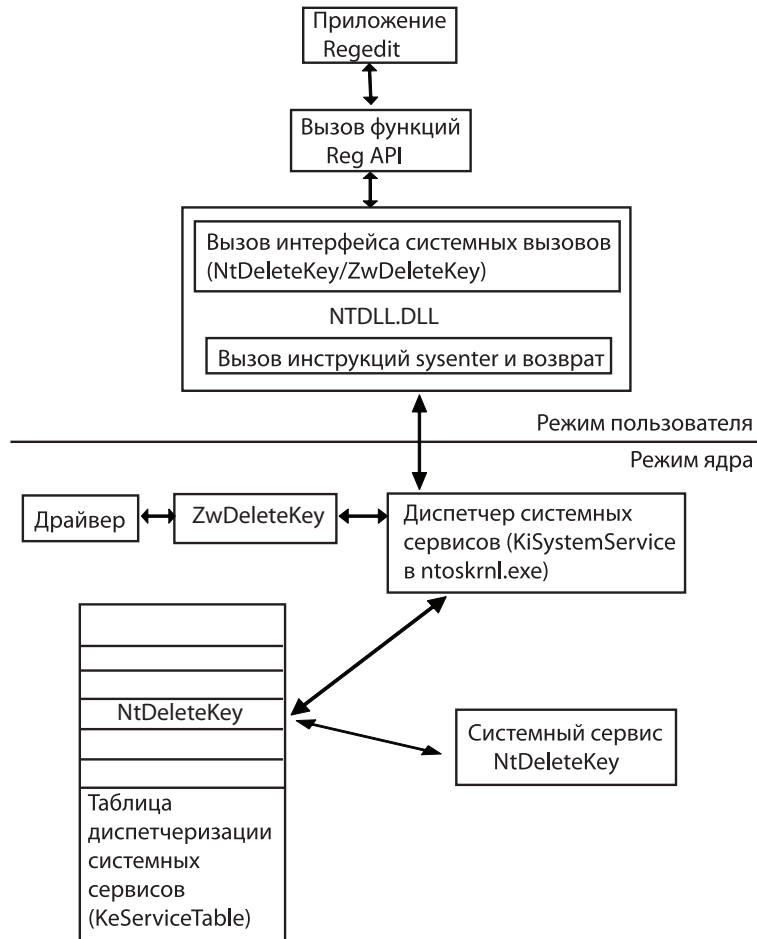 Приложение
Regedit
Вызов функций
Reg API
Вызов интерфейса системных вызовов
(NtDeleteKey/ZwDeleteKey)
NTDLL.DLL
Вызов инструкций sysenter и возврат
Режим пользователя
Режим ядра
Драйвер
ZwDeleteKey
Диспетчер системных
сервисов (KiSystemService
в ntoskrnl.exe)
NtDeleteKey
Системный сервис
NtDeleteKey
Таблица
диспетчеризации
системных
сервисов
(KeServiceTable)